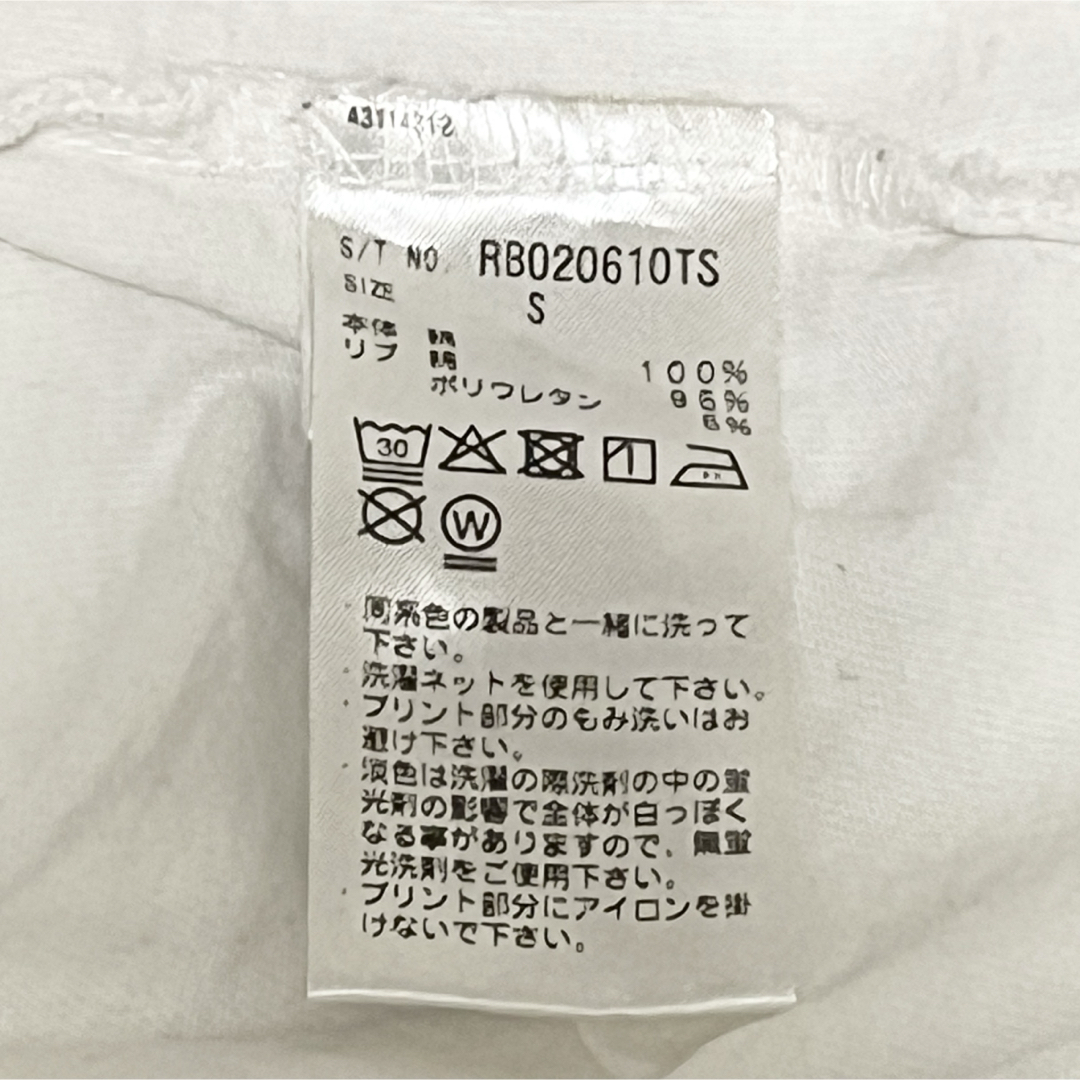 S/T NO. RB020610TS
SIZE S
本体 綿 100%
リブ 綿 96%
ポリウレタン
30
W
同系色の製品と一緒に洗って
下さい。
洗濯ネットを使用して下さい。
プリント部分のもみ洗いはお
避け下さい。
淡色は洗濯の際洗剤の中の蛍
光剤の影響で全体が白っぽく
なる事がありますので、無蛍
光洗剤をご使用下さい。
プリント部分にアイロンを掛
けないで下さい。